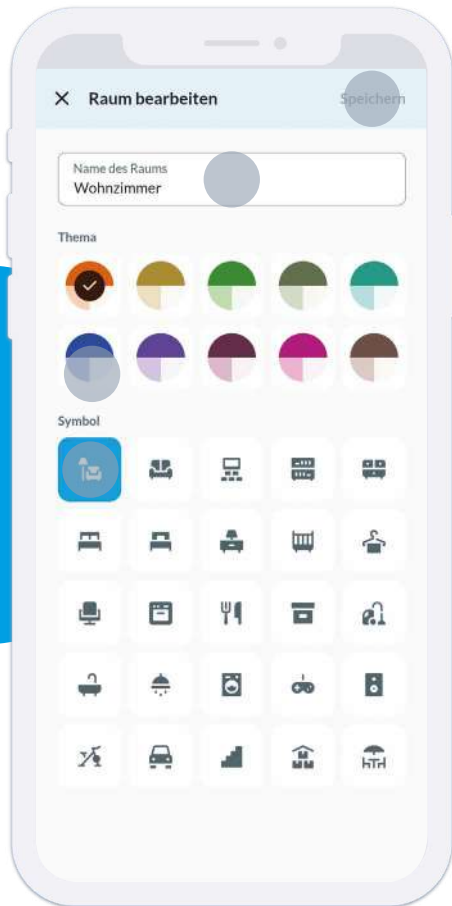 Raum bearbeiten
Speichern
Name des Raums
Wohnzimmer
Thema
Symbol